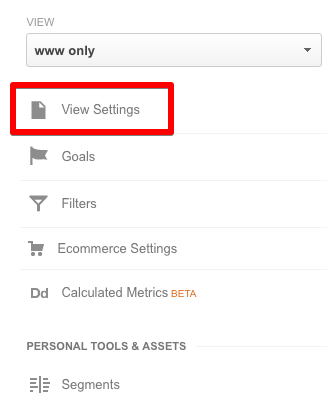 VIEW
www only
View Settings
Goals
Filters
Ecommerce Settings
Dd Calculated Metrics BETA
PERSONAL TOOLS & ASSETS
Segments